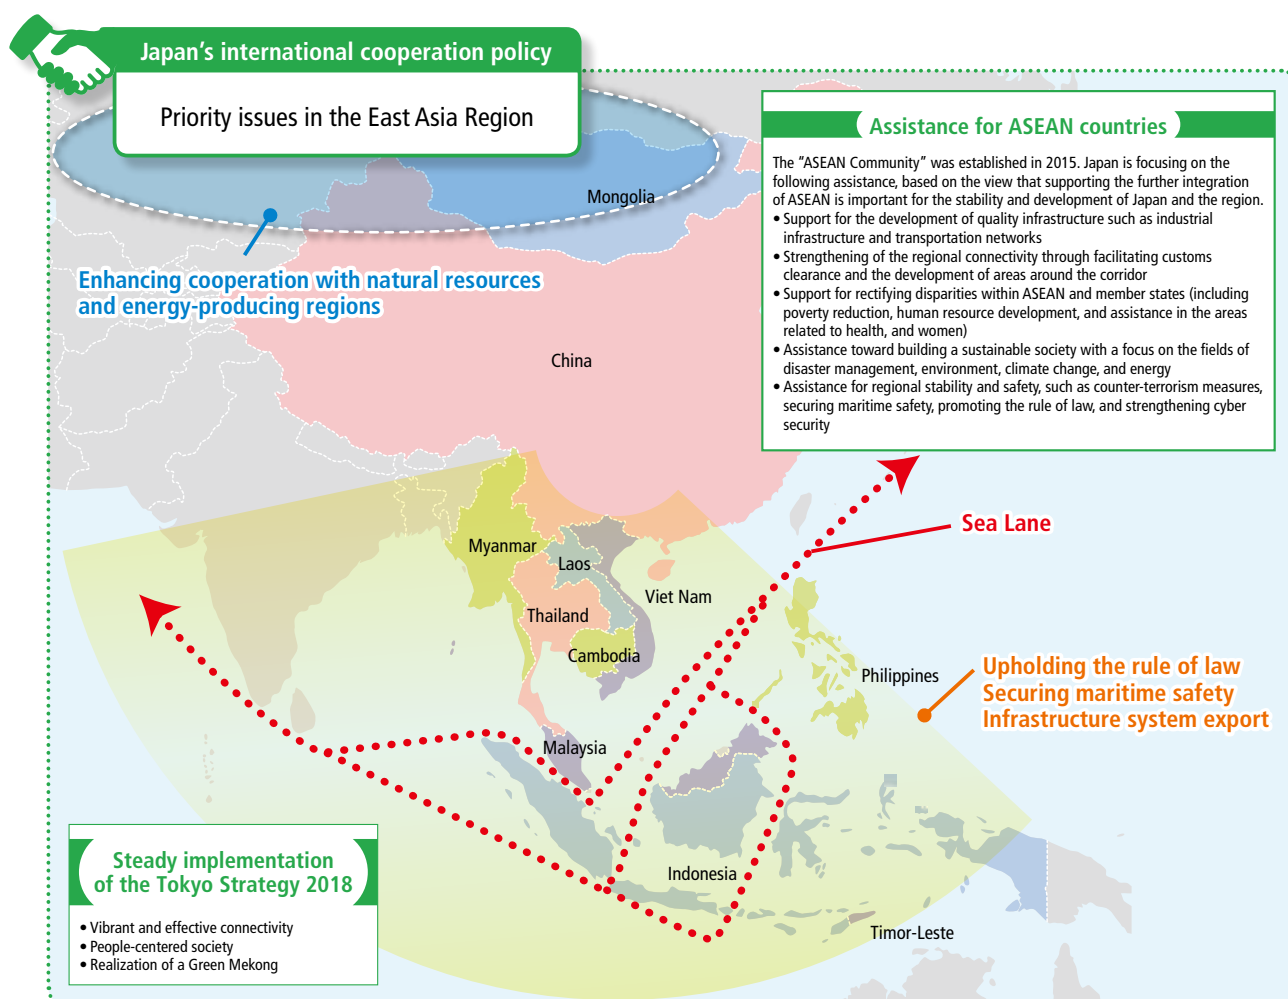 Japan's international cooperation policy
Priority issues in the East Asia Region
Assistance for ASEAN countries
The “ASEAN Community” was established in 2015. Japan is focusing on the
following assistance, based on the view that supporting the further integration
of ASEAN is important for the stability and development of Japan and the region.
• Support for the development of quality infrastructure such as industrial
infrastructure and transportation networks
• Strengthening of the regional connectivity through facilitating customs
clearance and the development of areas around the corridor
• Support for rectifying disparities within ASEAN and member states (including
poverty reduction, human resource development, and assistance in the areas
related to health, and women)
• Assistance toward building a sustainable society with a focus on the fields of
disaster management, environment, climate change, and energy
• Assistance for regional stability and safety, such as counter-terrorism measures,
securing maritime safety, promoting the rule of law, and strengthening cyber
security
Mongolia
Enhancing cooperation with natural resources
and energy-producing regions
China
Sea Lane
Myanmar
Laos
Viet Nam
Thailand
Cambodia
Philippines
Upholding the rule of law
Securing maritime safety
Infrastructure system export
Malaysia
Indonesia
Timor-Leste
Steady implementation
of the Tokyo Strategy 2018
• Vibrant and effective connectivity
• People-centered society
• Realization of a Green Mekong